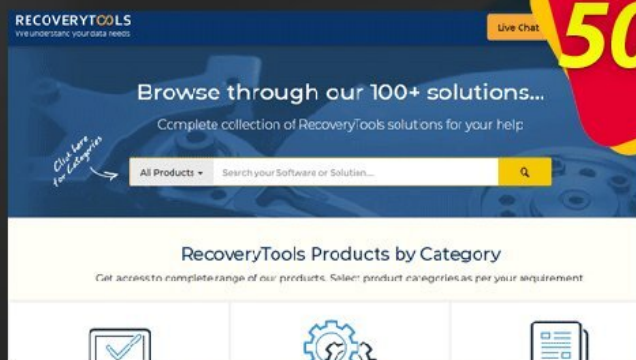 RECOVERYTOOLS
We understand your data needs
Live Chat
50
Browse through our 100+ solutions...
Complete collection of RecoveryTools solutions for your help
Click here
for Categories
All Products
Search your Software or Solution....
RecoveryTools Products by Category
Get access to complete range of our products. Select product categories as per your requirement